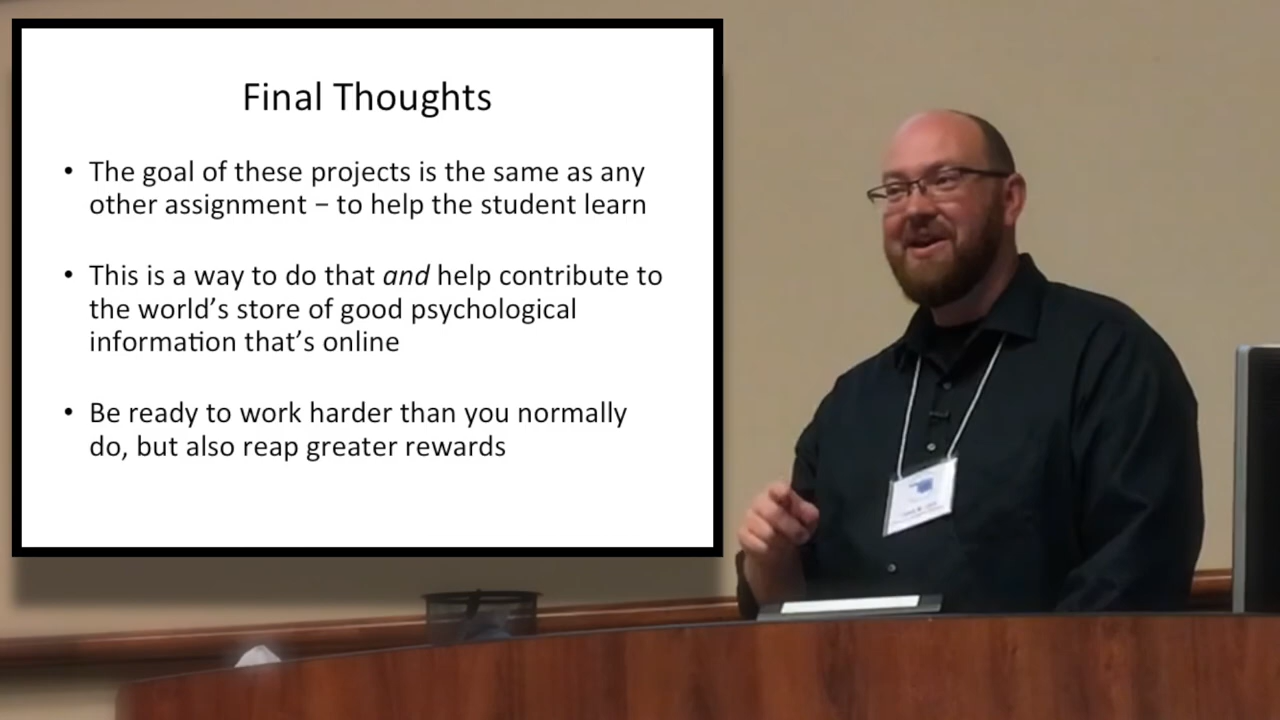 Final Thoughts
• The goal of these projects is the same as any
other assignment – to help the student learn
• This is a way to do that and help contribute to
the world’s store of good psychological
information that’s online
• Be ready to work harder than you normally
do, but also reap greater rewards